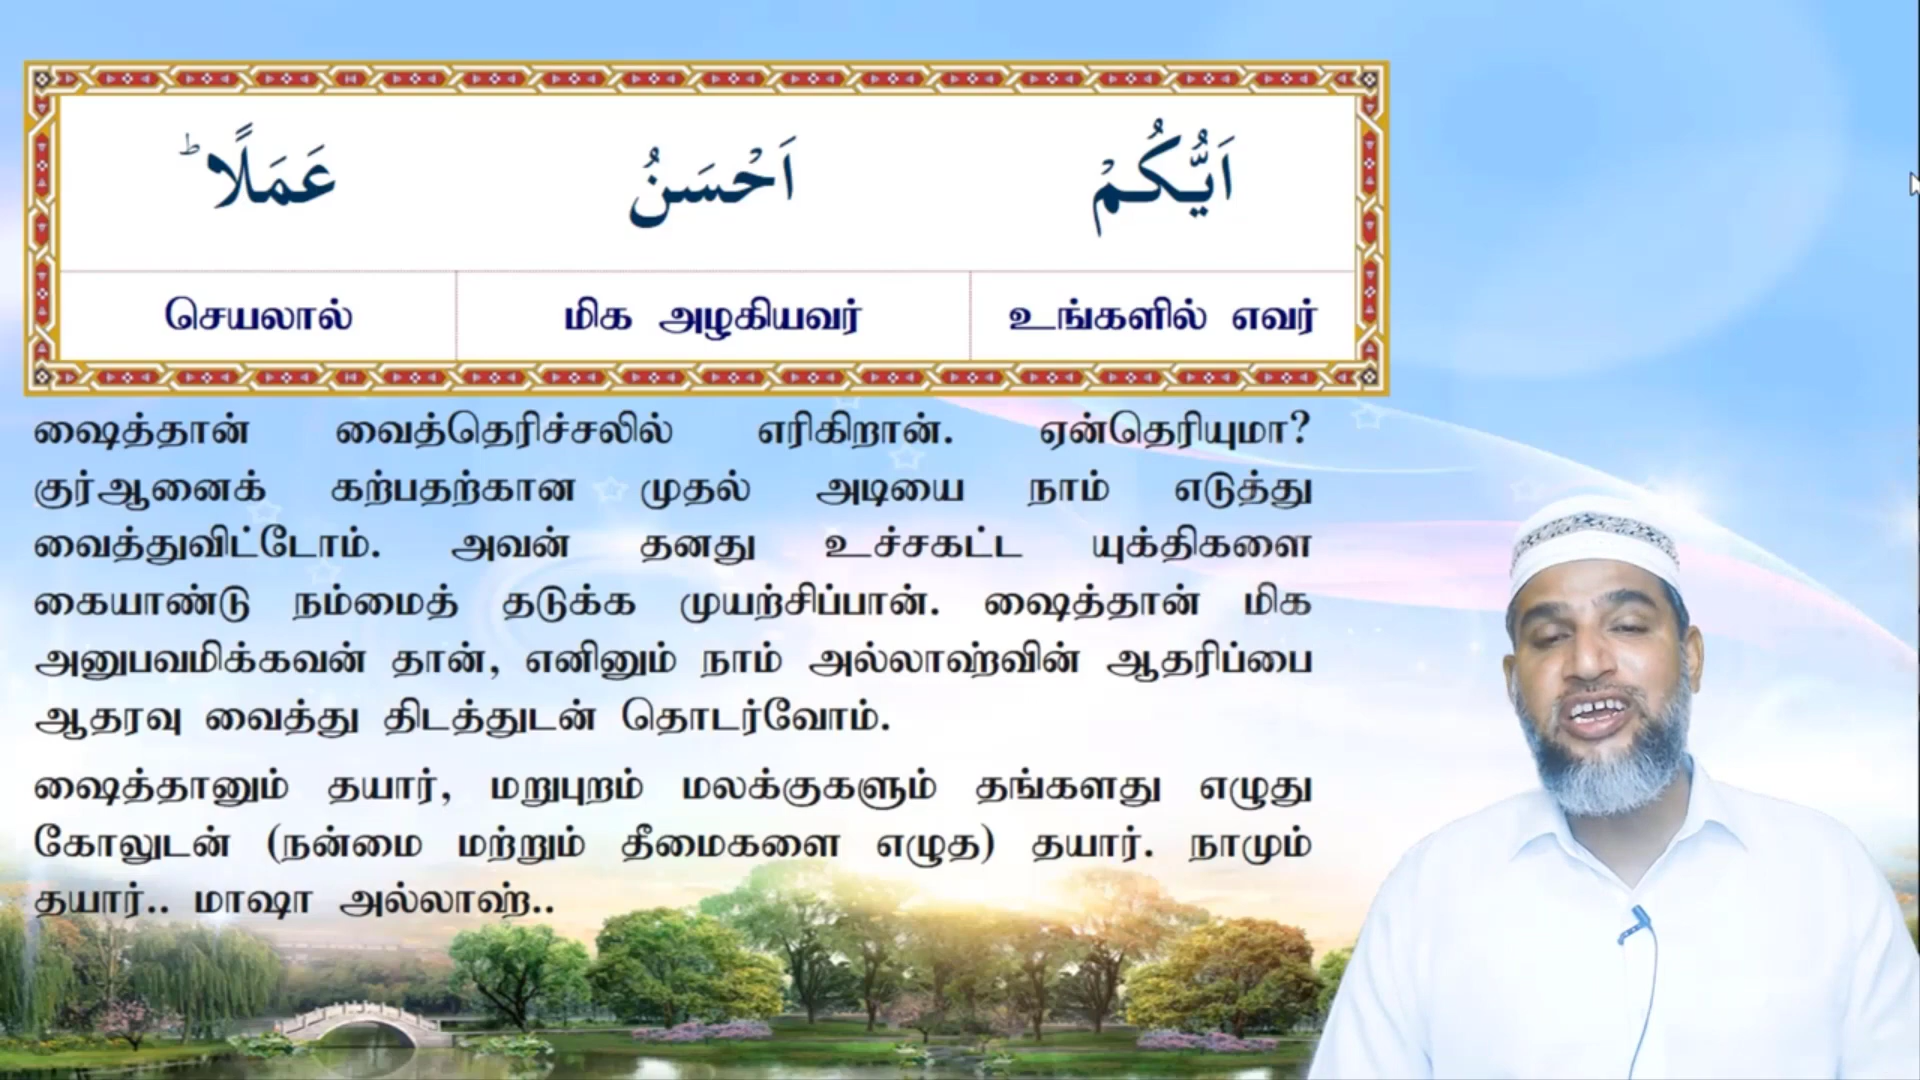 اَيُّكُمْ اَحْسَنُ عَمَلًا ؕ
உங்களில் எவர் மிக அழகியவர் செயலால்
ஷைத்தான் வைத்தெரிச்சலில் எரிகிறான். ஏன்தெரியுமா?
குர்ஆனைக் கற்பதற்கான முதல் அடியை நாம் எடுத்து
வைத்துவிட்டோம். அவன் தனது உச்சகட்ட யுக்திகளை
கையாண்டு நம்மைத் தடுக்க முயற்சிப்பான். ஷைத்தான் மிக
அனுபவமிக்கவன் தான், எனினும் நாம் அல்லாஹ்வின் ஆதரிப்பை
ஆதரவு வைத்து திடத்துடன் தொடர்வோம்.
ஷைத்தானும் தயார், மறுபுறம் மலக்குகளும் தங்களது எழுது
கோலுடன் (நன்மை மற்றும் தீமைகளை எழுத) தயார். நாமும்
தயார்.. மாஷா அல்லாஹ்..